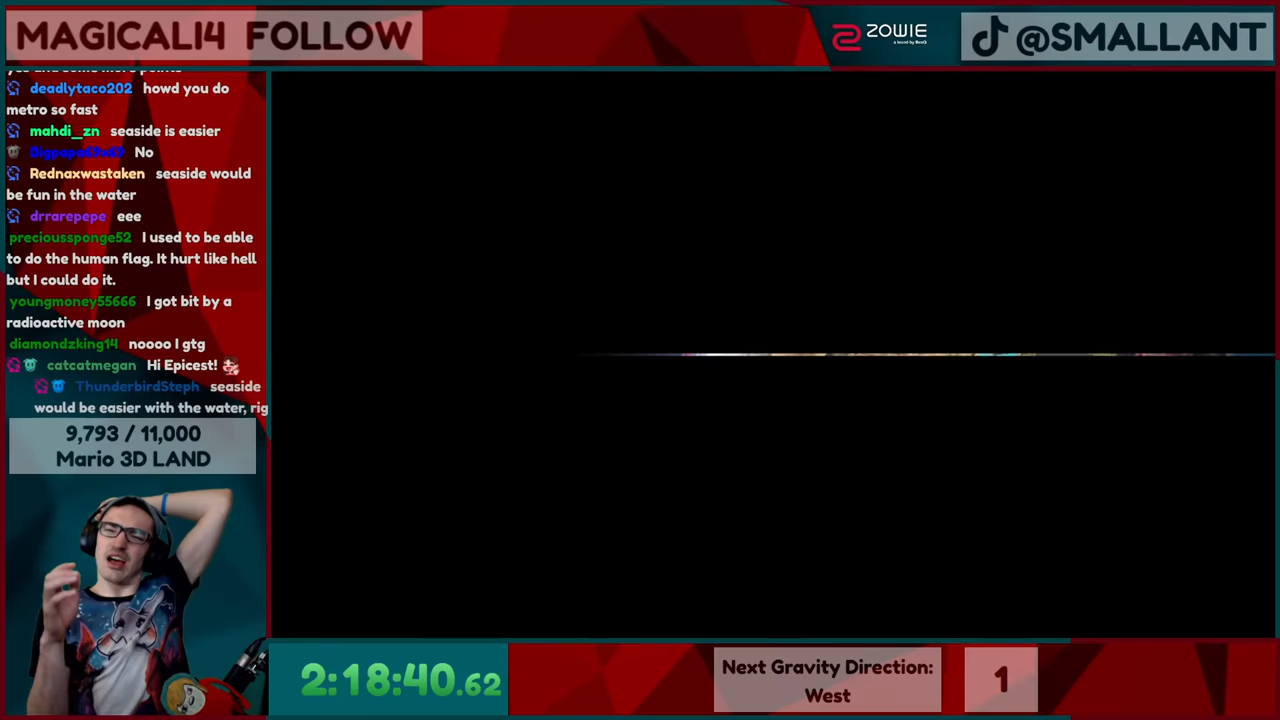 MAGICALI4 FOLLOW
ZOWIE
@SMALLANT
deadlytaco202 howd you do
metro so fast
mahdi_zn seaside is easier
No
Rednaxwastaken seaside would
be fun in the water
drrarepepe eee
precioussponge52 I used to be able
to do the human flag. It hurt like hell
but I could do it.
youngmoney55666 I got bit by a
radioactive moon
diamondzking14 noooo I gtg
catcatmegan Hi Epicest!
ThunderbirdSteph seaside
would be easier with the water, rig
9,793 / 11,000
Mario 3D LAND
2:18:40.62
Next Gravity Direction:
West
1